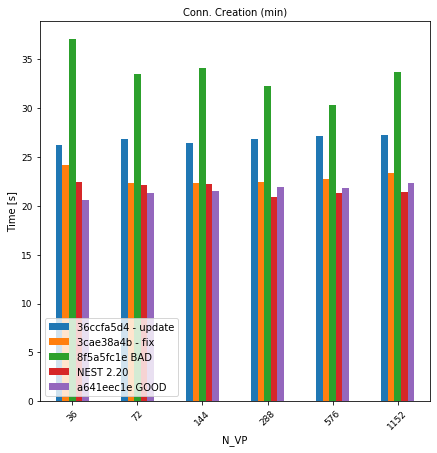 Conn. Creation (min)
Time [s]
35
30
25
20
15
10
5
0
36ccfa5d4 - update
3cae38a4b - fix
8f5a5fc1e BAD
NEST 2.20
a641eec1e GOOD
36
72
144
288
576
1152
N_VP